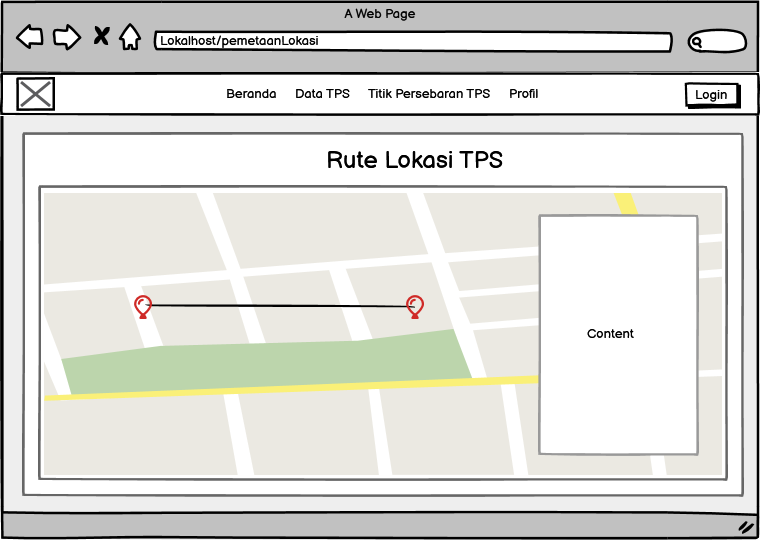 A Web Page
Lokalhost/pemetaanLokasi
Beranda Data TPS Titik Persebaran TPS Profil Login
Rute Lokasi TPS
Content